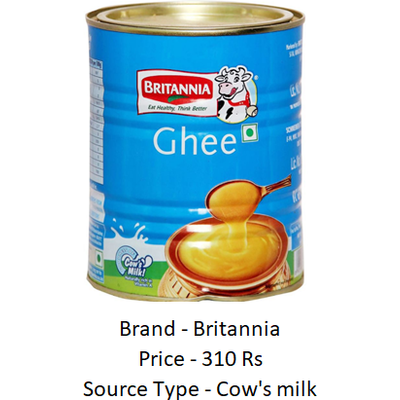 BRITANNIA
Eat Healthy, Think Better
Ghee
Cow's
Milk!
Brand - Britannia
Price - 310 Rs
Source Type - Cow's milk